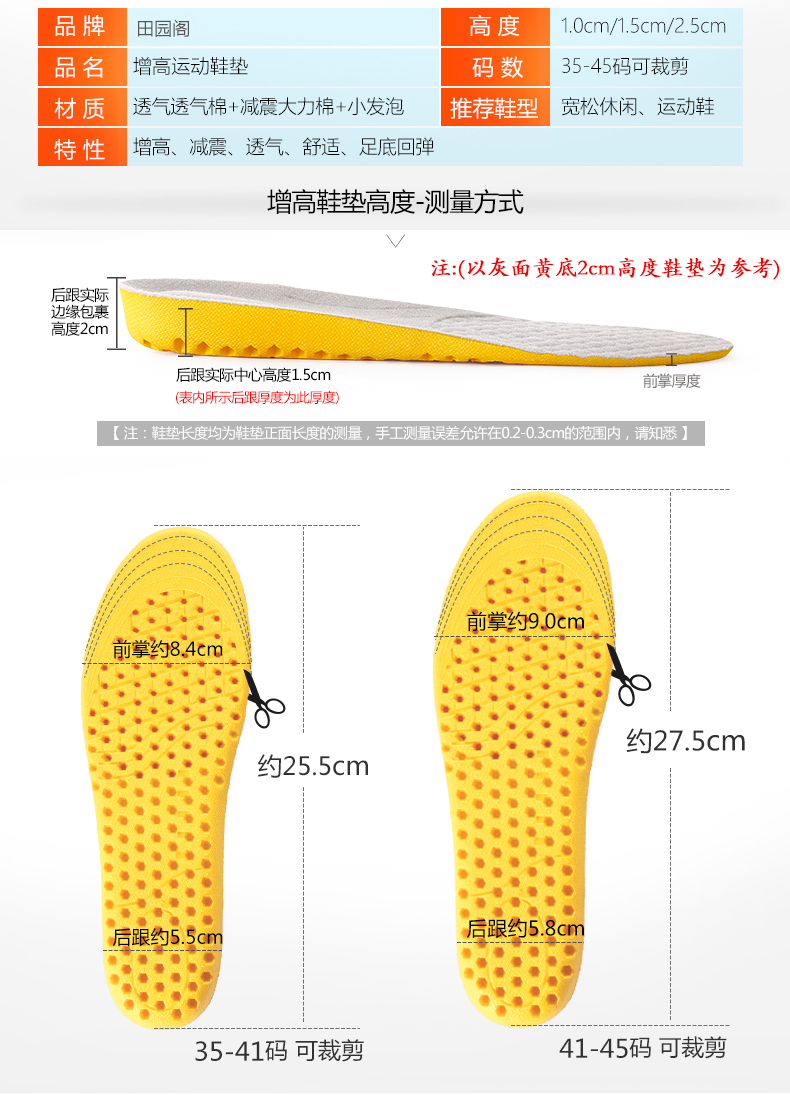 品牌 田园阁 高度 1.0cm/1.5cm/2.5cm
品名 增高运动鞋垫 码数 35-45码可裁剪
材质 透气透气棉+减震大力棉+小发泡 推荐鞋型 宽松休闲、运动鞋
特性 增高、减震、透气、舒适、足底回弹
增高鞋垫高度-测量方式
注:(以灰面黄底2cm高度鞋垫为参考)
后跟实际
边缘包裹
高度2cm
后跟实际中心高度1.5cm
(表内所示后跟厚度为此厚度)
前掌厚度
【 注：鞋垫长度均为鞋垫正面长度的测量，手工测量误差允许在0.2-0.3cm的范围内，请知悉 】
前掌约8.4cm
前掌约9.0cm
约25.5cm
约27.5cm
后跟约5.5cm
后跟约5.8cm
35-41码 可裁剪
41-45码 可裁剪